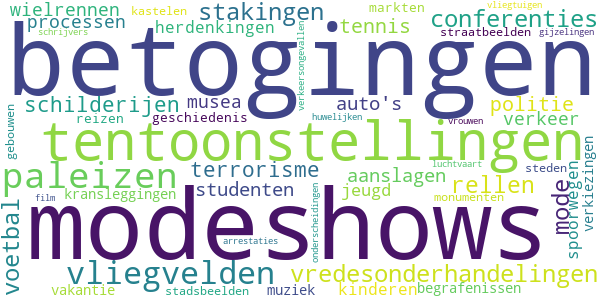 wielrennen
kastelen
stakingen
markten
vliegtuigen
conferenties
processen
schrijvers
herdenkingen
verkeersongevallen
tennis
straatbeelden
gijzelingen
betogingen
schilderijen
musea
auto's
politie
reizen
geschiedenis
huwelijken
vrouwen
verkeer
gebouwen
tentoonstellingen
paleizen
terrorisme
aanslagen
luchtvaart
steden
studenten
jeugd
rellen
mode
spoorwegen
verkiezingen
voetbal
film
kransleggingen
monumenten
modeshows
arrestaties
onderscheidingen
vliegvelden
vredesonderhandelingen
vakantie
stadsbeelden
muziek
kinderen
begrafenissen